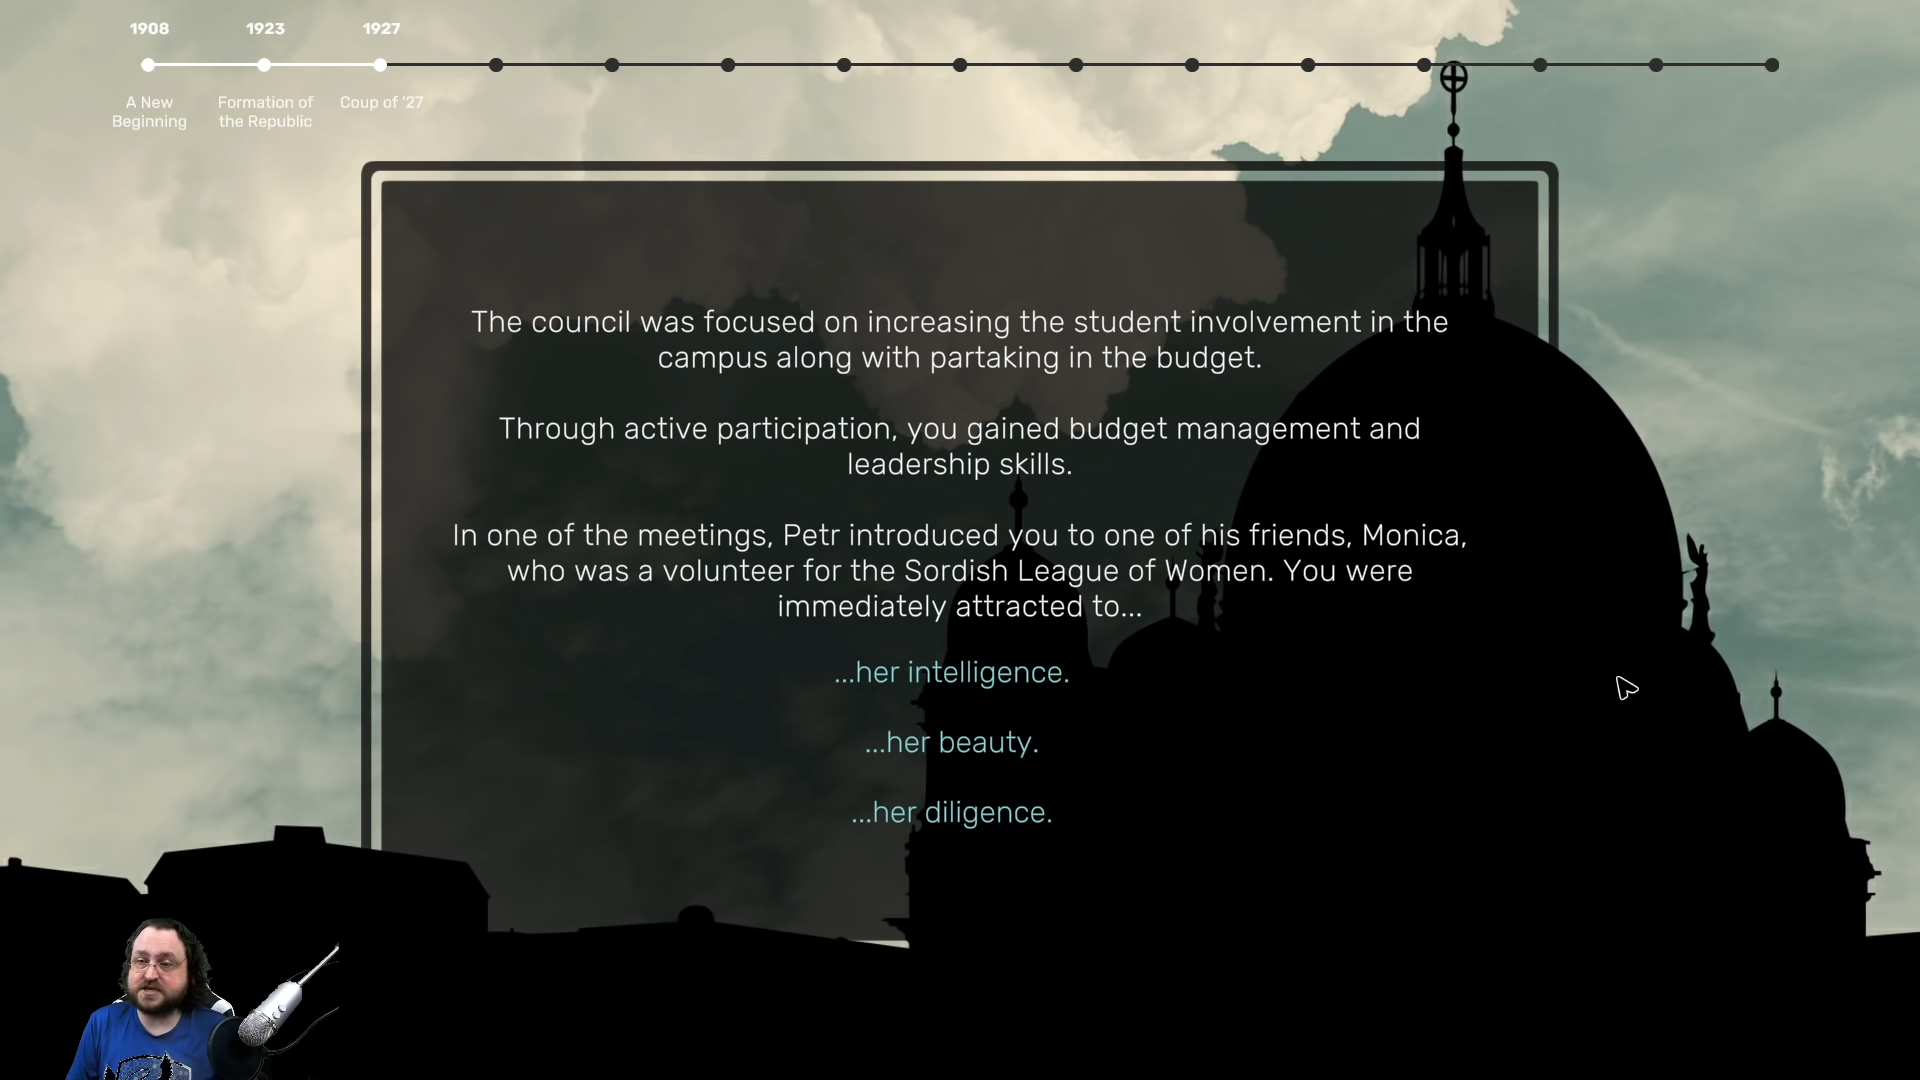 1908
1923
1927
A New
Beginning
Formation of
the Republic
Coup of '27
The council was focused on increasing the student involvement in the
campus along with partaking in the budget.
Through active participation, you gained budget management and
leadership skills.
In one of the meetings, Petr introduced you to one of his friends, Monica,
who was a volunteer for the Sordish League of Women. You were
immediately attracted to...
...her intelligence.
...her beauty.
...her diligence.